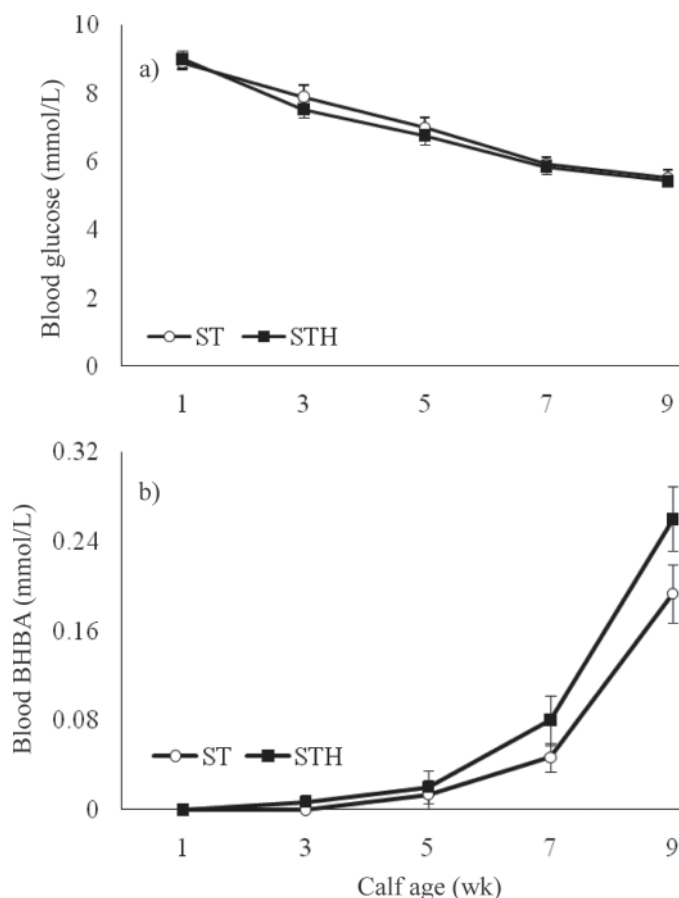 10
8
6
4
2
0
Blood glucose (mmol/L)
a)
ST STH
1 3 5 7 9
0.32
0.24
0.16
0.08
0
Blood BHBA (mmol/L)
b)
ST STH
1 3 5 7 9
Calf age (wk)